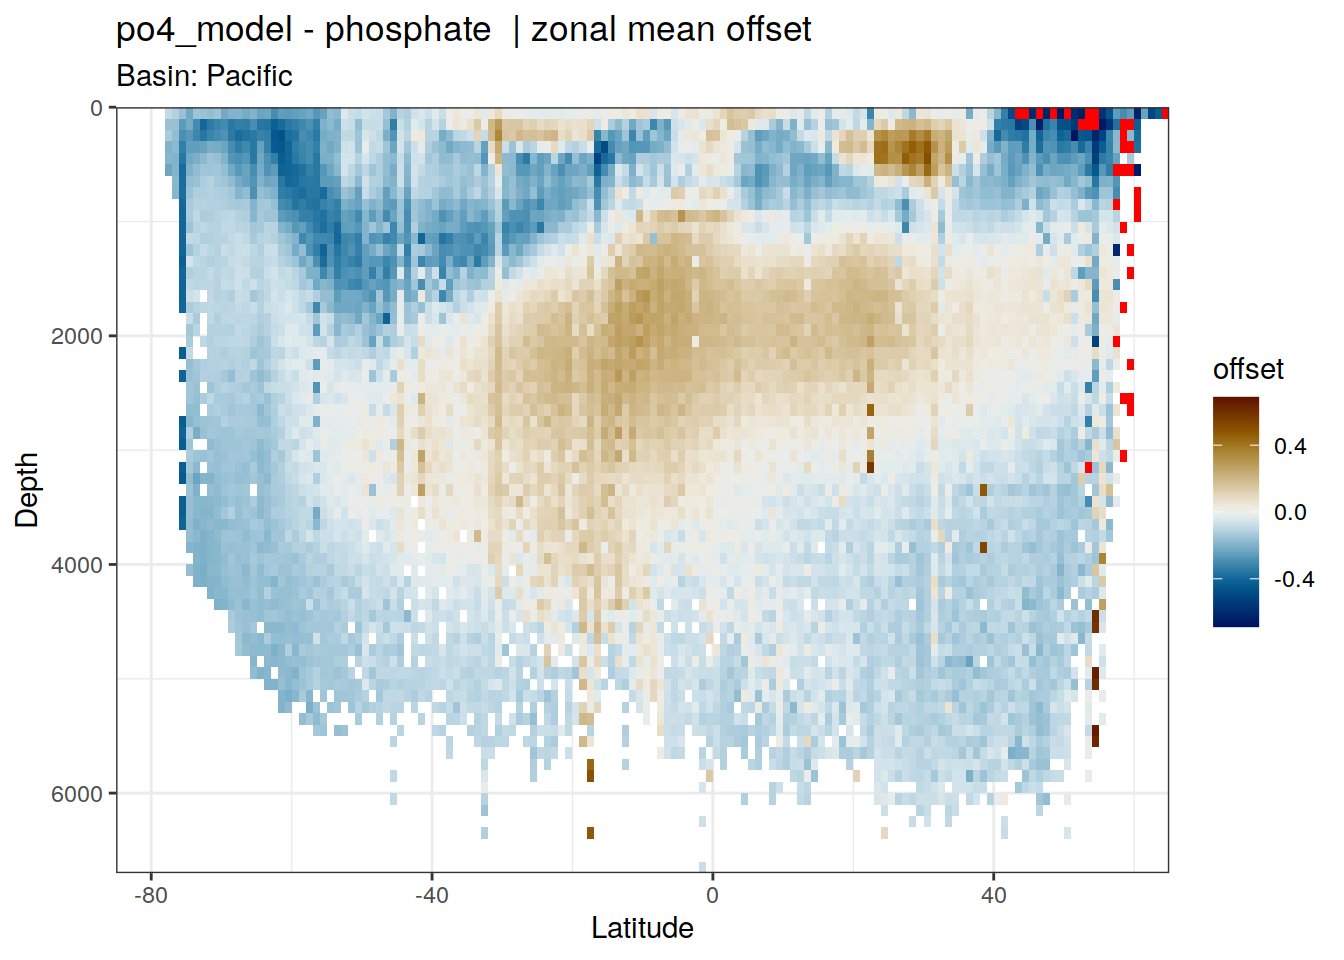 po4_model - phosphate  | zonal mean offset
Basin: Pacific
0
2000
4000
6000
Depth
-80
-40
0
40
Latitude
offset
0.4
0.0
-0.4